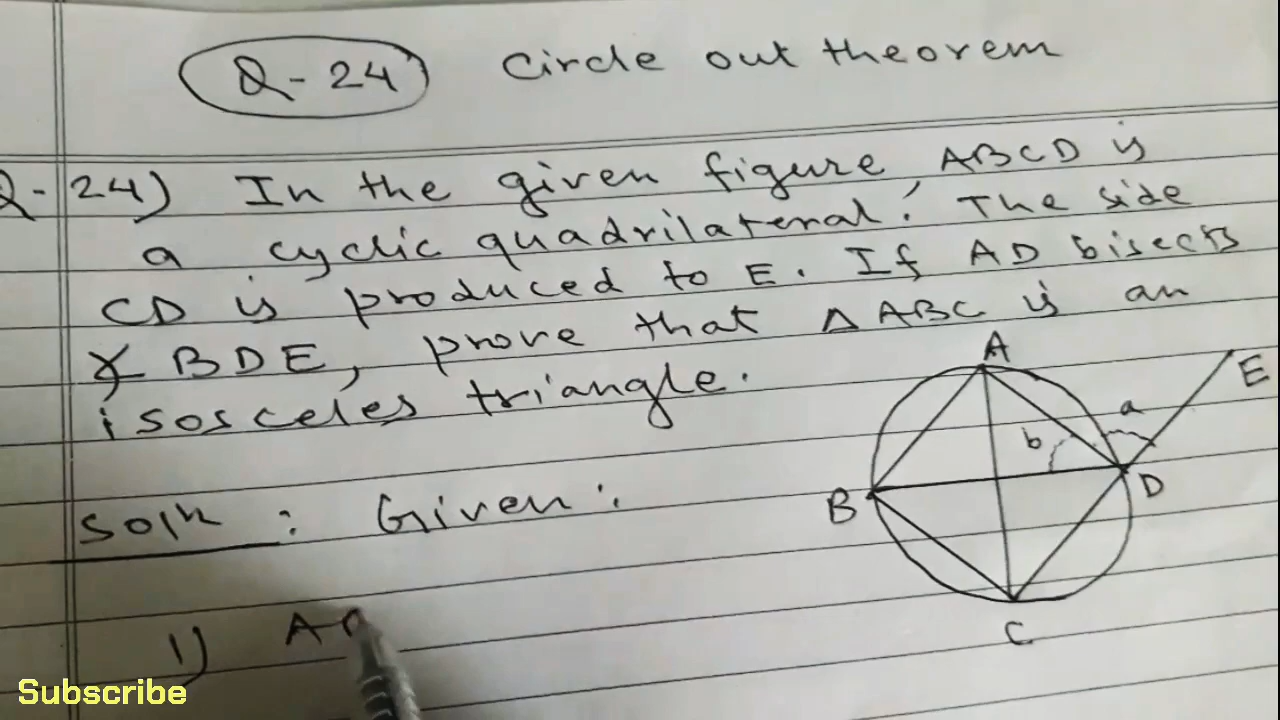 Q-24 Circle out theorem
Q-24) In the given figure, ABCD is
a cyclic quadrilateral. The side
CD is produced to E. If AD bisects
∠BDE, prove that △ABC is an
isosceles triangle.
A
E
a
b
B
D
C
Soln : Given :
1) A
Subscribe